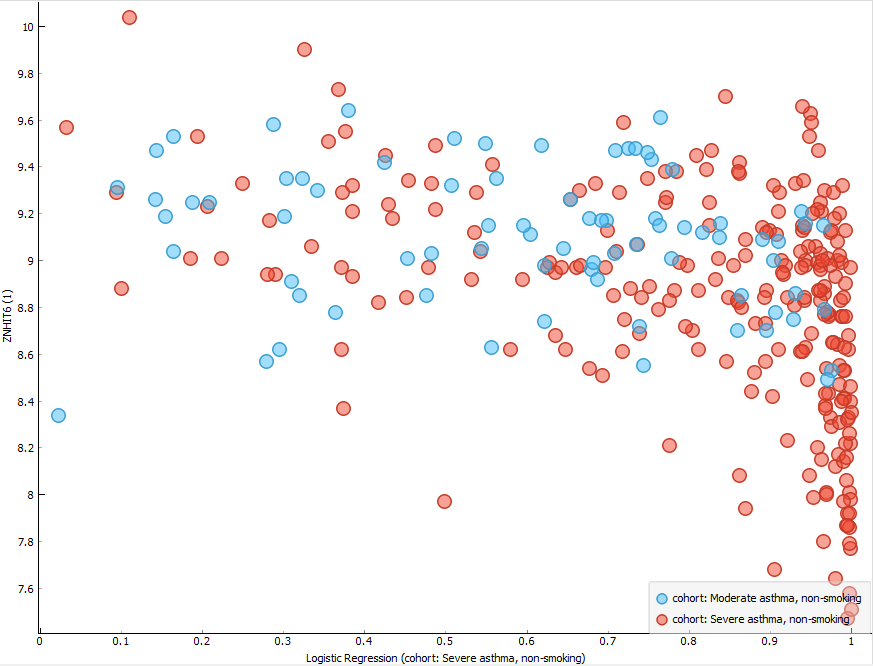 10
9.8
9.6
9.4
9.2
9
8.8
8.6
8.4
8.2
8
7.8
7.6
ZNHIT6 (1)
cohort: Moderate asthma, non-smoking
cohort: Severe asthma, non-smoking
0 0.1 0.2 0.3 0.4 0.5 0.6 0.7 0.8 0.9 1
Logistic Regression (cohort: Severe asthma, non-smoking)